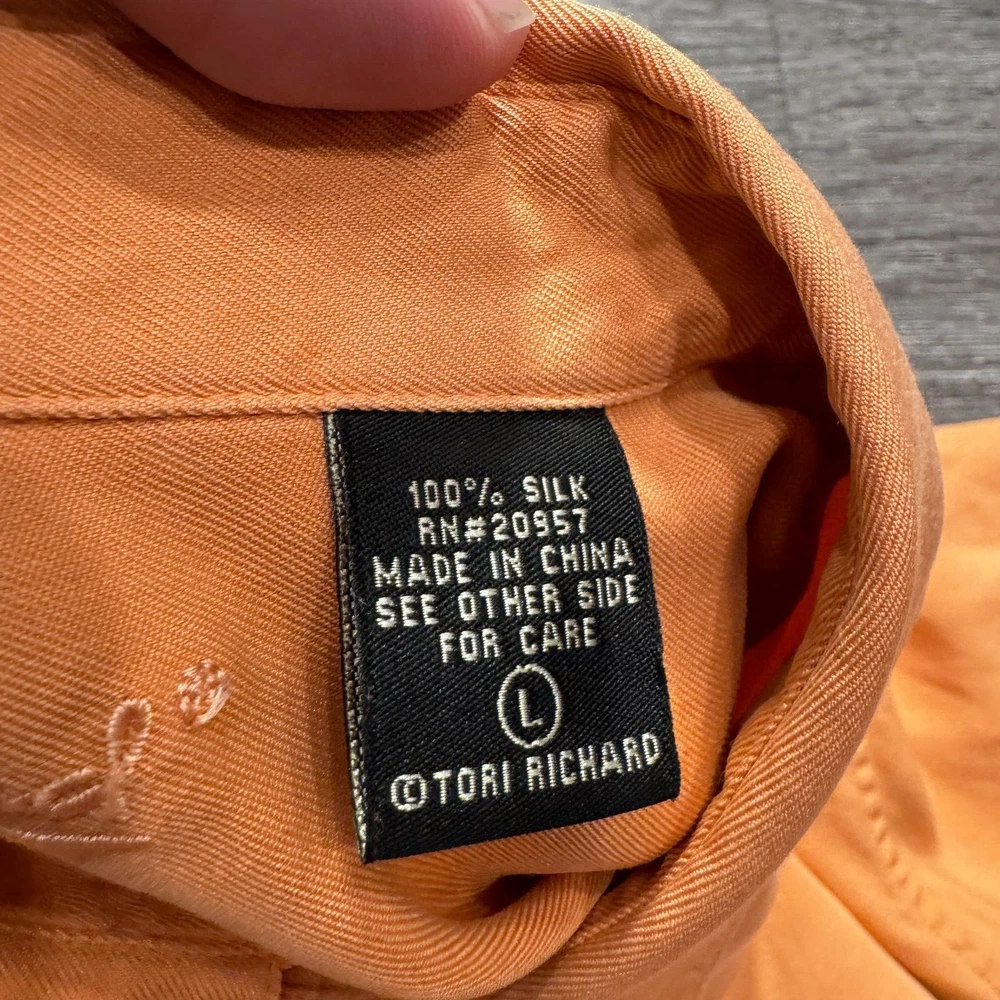 100% SILK
RN#20957
MADE IN CHINA
SEE OTHER SIDE
FOR CARE
L
©TORI RICHARD